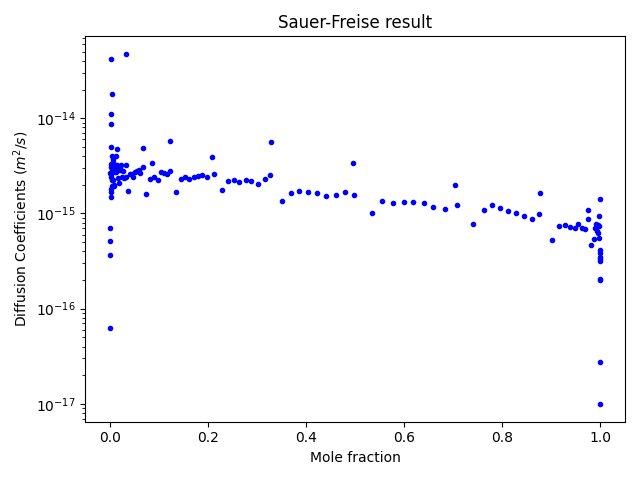 Sauer-Freise result
Diffusion Coefficients (m²/s)
10⁻¹⁴
10⁻¹⁵
10⁻¹⁶
10⁻¹⁷
0.0 0.2 0.4 0.6 0.8 1.0
Mole fraction